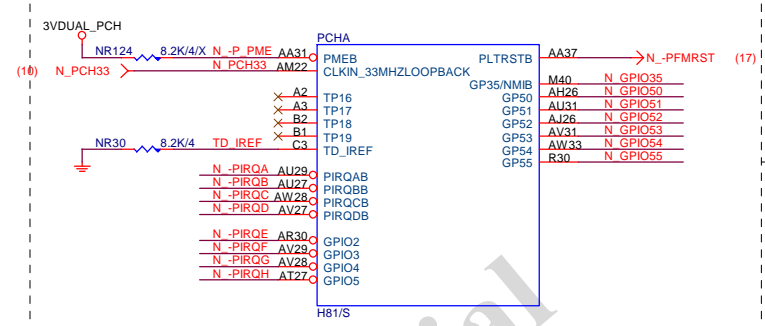 3VDUAL_PCH
PCHA
NR124 8.2K/4/X N_-P_PME AA31 PMEB PLTRSTB AA37 N_-PFMRST (17)
(10) N_PCH33 N_PCH33 AM22 CLKIN_33MHZLOOPBACK
GP35/NMIB M40 N_GPIO35
A2 TP16 GP50 AH26 N_GPIO50
A3 TP17 GP51 AU31 N_GPIO51
B2 TP18 GP52 AJ26 N_GPIO52
B1 TP19 GP53 AV31 N_GPIO53
NR30 8.2K/4 TD_IREF C3 TD_IREF GP54 AW33 N_GPIO54
GP55 R30 N_GPIO55
N_-PIRQA AU29 PIRQAB
N_-PIRQB AU27 PIRQBB
N_-PIRQC AW28 PIRQCB
N_-PIRQD AV27 PIRQDB
N_-PIRQE AR30 GPIO2
N_-PIRQF AV29 GPIO3
N_-PIRQG AV28 GPIO4
N_-PIRQH AT27 GPIO5
H81/S